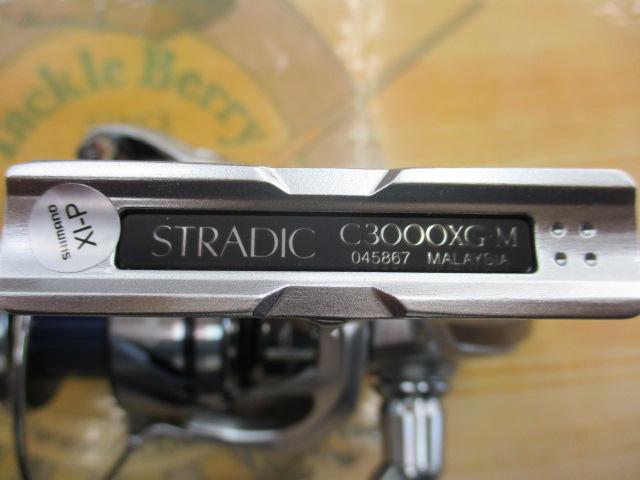 Tackle Berry
Shimano
XI-P
STRADIC C3000XG-M
045867 MALAYSIA